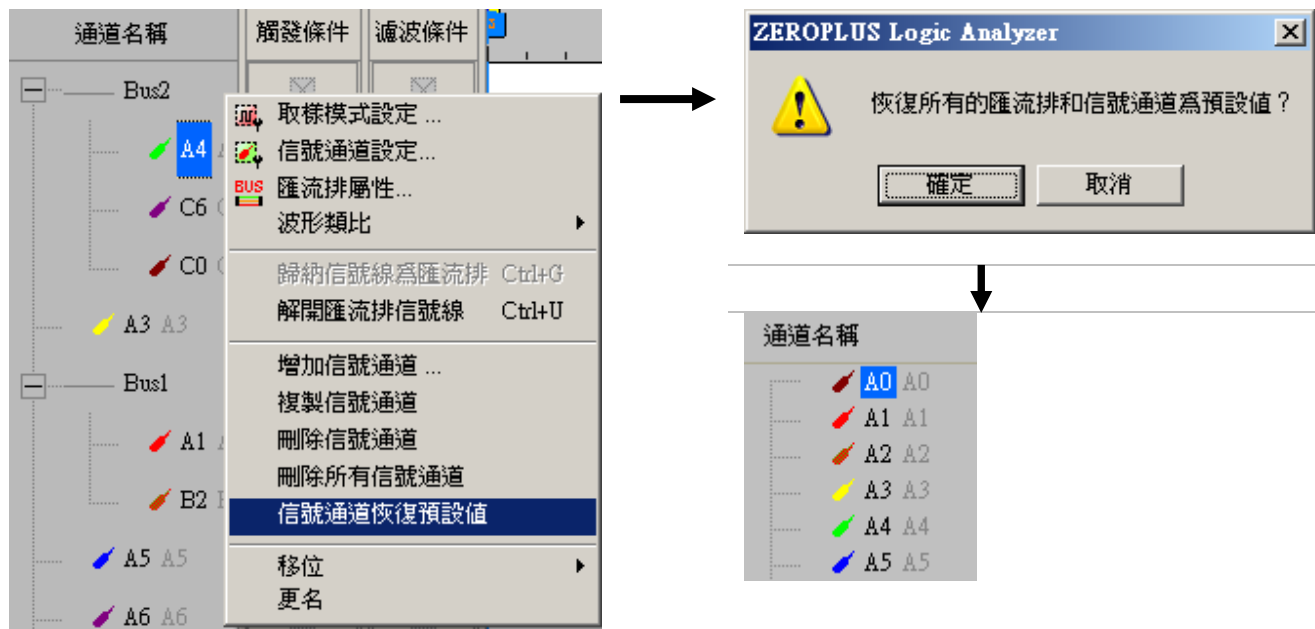 通道名稱 觸發條件 濾波條件
Bus2
A4
C6
C0
A3 A3
Bus1
A1
B2
A5 A5
A6 A6
取樣模式設定 ...
信號通道設定...
BUS 匯流排屬性...
波形類比
歸納信號線爲匯流排 Ctrl+G
解開匯流排信號線 Ctrl+U
增加信號通道 ...
複製信號通道
刪除信號通道
刪除所有信號通道
信號通道恢復預設値
移位
更名
ZEROPLUS Logic Analyzer
恢復所有的匯流排和信號通道爲預設値？
確定 取消
通道名稱
A0 A0
A1 A1
A2 A2
A3 A3
A4 A4
A5 A5